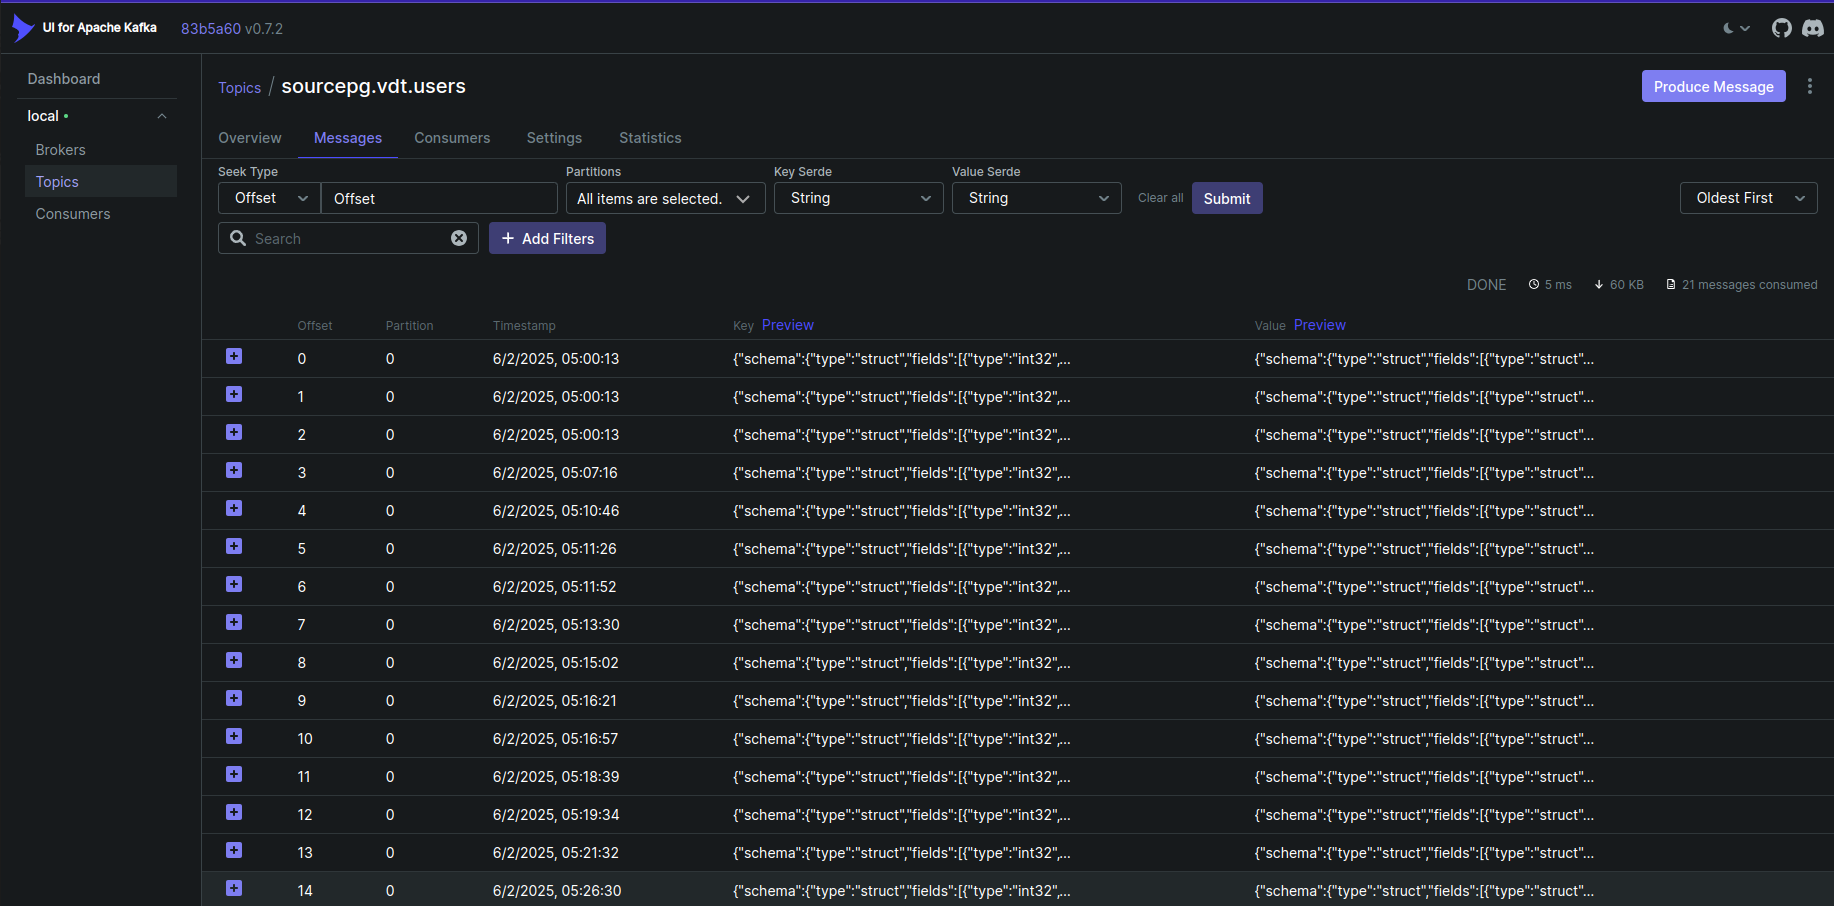 UI for Apache Kafka 83b5a60 v0.7.2
Dashboard
local
Brokers
Topics
Consumers
Topics / sourcepg.vdt.users
Produce Message
Overview Messages Consumers Settings Statistics
Seek Type Partitions Key Serde Value Serde
Offset Offset All items are selected. String String Clear all Submit Oldest First
Search Add Filters
DONE 5 ms 60 KB 21 messages consumed
Offset Partition Timestamp Key Preview Value Preview
0 0 6/2/2025, 05:00:13 {"schema":{"type":"struct","fields":[{"type":"int32",... {"schema":{"type":"struct","fields":[{"type":"struct"...
1 0 6/2/2025, 05:00:13 {"schema":{"type":"struct","fields":[{"type":"int32",... {"schema":{"type":"struct","fields":[{"type":"struct"...
2 0 6/2/2025, 05:00:13 {"schema":{"type":"struct","fields":[{"type":"int32",... {"schema":{"type":"struct","fields":[{"type":"struct"...
3 0 6/2/2025, 05:07:16 {"schema":{"type":"struct","fields":[{"type":"int32",... {"schema":{"type":"struct","fields":[{"type":"struct"...
4 0 6/2/2025, 05:10:46 {"schema":{"type":"struct","fields":[{"type":"int32",... {"schema":{"type":"struct","fields":[{"type":"struct"...
5 0 6/2/2025, 05:11:26 {"schema":{"type":"struct","fields":[{"type":"int32",... {"schema":{"type":"struct","fields":[{"type":"struct"...
6 0 6/2/2025, 05:11:52 {"schema":{"type":"struct","fields":[{"type":"int32",... {"schema":{"type":"struct","fields":[{"type":"struct"...
7 0 6/2/2025, 05:13:30 {"schema":{"type":"struct","fields":[{"type":"int32",... {"schema":{"type":"struct","fields":[{"type":"struct"...
8 0 6/2/2025, 05:15:02 {"schema":{"type":"struct","fields":[{"type":"int32",... {"schema":{"type":"struct","fields":[{"type":"struct"...
9 0 6/2/2025, 05:16:21 {"schema":{"type":"struct","fields":[{"type":"int32",... {"schema":{"type":"struct","fields":[{"type":"struct"...
10 0 6/2/2025, 05:16:57 {"schema":{"type":"struct","fields":[{"type":"int32",... {"schema":{"type":"struct","fields":[{"type":"struct"...
11 0 6/2/2025, 05:18:39 {"schema":{"type":"struct","fields":[{"type":"int32",... {"schema":{"type":"struct","fields":[{"type":"struct"...
12 0 6/2/2025, 05:19:34 {"schema":{"type":"struct","fields":[{"type":"int32",... {"schema":{"type":"struct","fields":[{"type":"struct"...
13 0 6/2/2025, 05:21:32 {"schema":{"type":"struct","fields":[{"type":"int32",... {"schema":{"type":"struct","fields":[{"type":"struct"...
14 0 6/2/2025, 05:26:30 {"schema":{"type":"struct","fields":[{"type":"int32",... {"schema":{"type":"struct","fields":[{"type":"struct"...